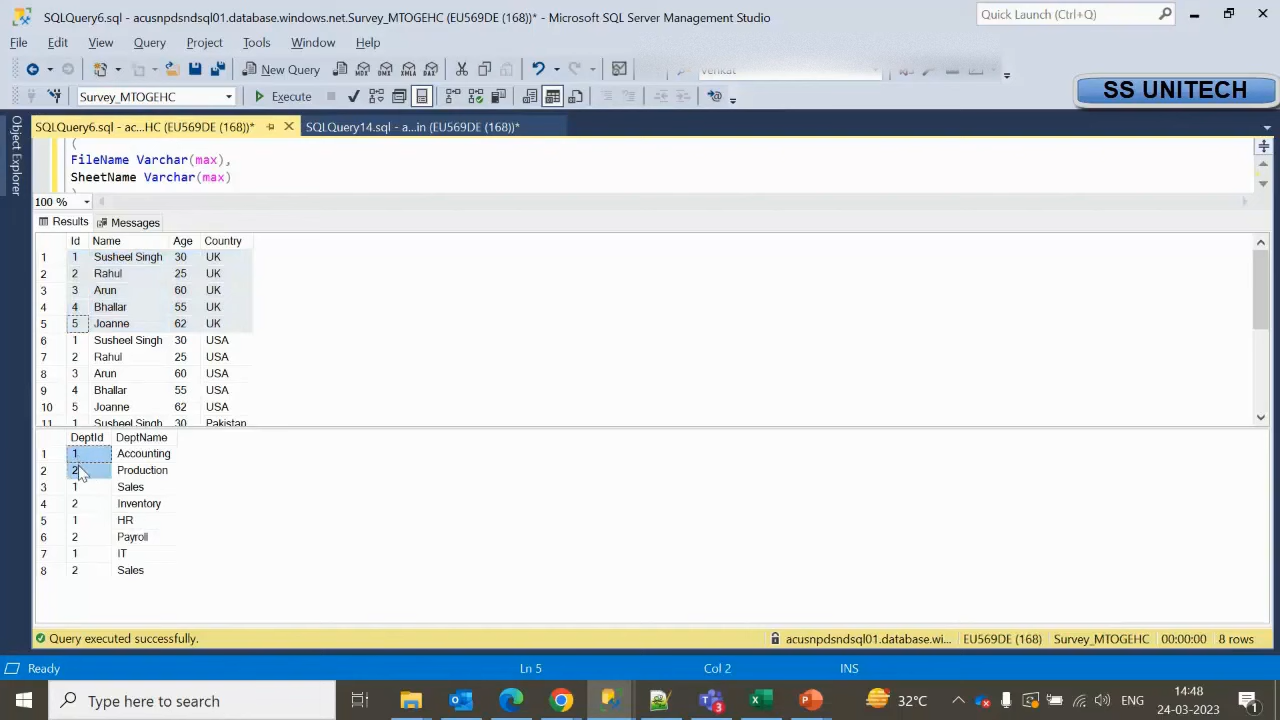 SQLQuery6.sql - acusnpdsndsql01.database.windows.net.Survey_MTOGEHC (EU569DE (168))* - Microsoft SQL Server Management Studio
Quick Launch (Ctrl+Q)
File Edit View Query Project Tools Window Help
New Query
SS UNITECH
Survey_MTOGEHC
Execute
SQLQuery6.sql - ac...HC (EU569DE (168))*
SQLQuery14.sql - a...in (EU569DE (168))*
Object Explorer
(
FileName Varchar(max),
SheetName Varchar(max)
100 %
Results Messages
Id Name Age Country
1 1 Susheel Singh 30 UK
2 2 Rahul 25 UK
3 3 Arun 60 UK
4 4 Bhallar 55 UK
5 5 Joanne 62 UK
6 1 Susheel Singh 30 USA
7 2 Rahul 25 USA
8 3 Arun 60 USA
9 4 Bhallar 55 USA
10 5 Joanne 62 USA
11 1 Susheel Singh 30 Pakistan
DeptId DeptName
1 1 Accounting
2 2 Production
3 1 Sales
4 2 Inventory
5 1 HR
6 2 Payroll
7 1 IT
8 2 Sales
Query executed successfully.
acusnpdsndsql01.database.wi... EU569DE (168) Survey_MTOGEHC 00:00:00 8 rows
Ready Ln 5 Col 2 INS
Type here to search
32°C
ENG
14:48
24-03-2023